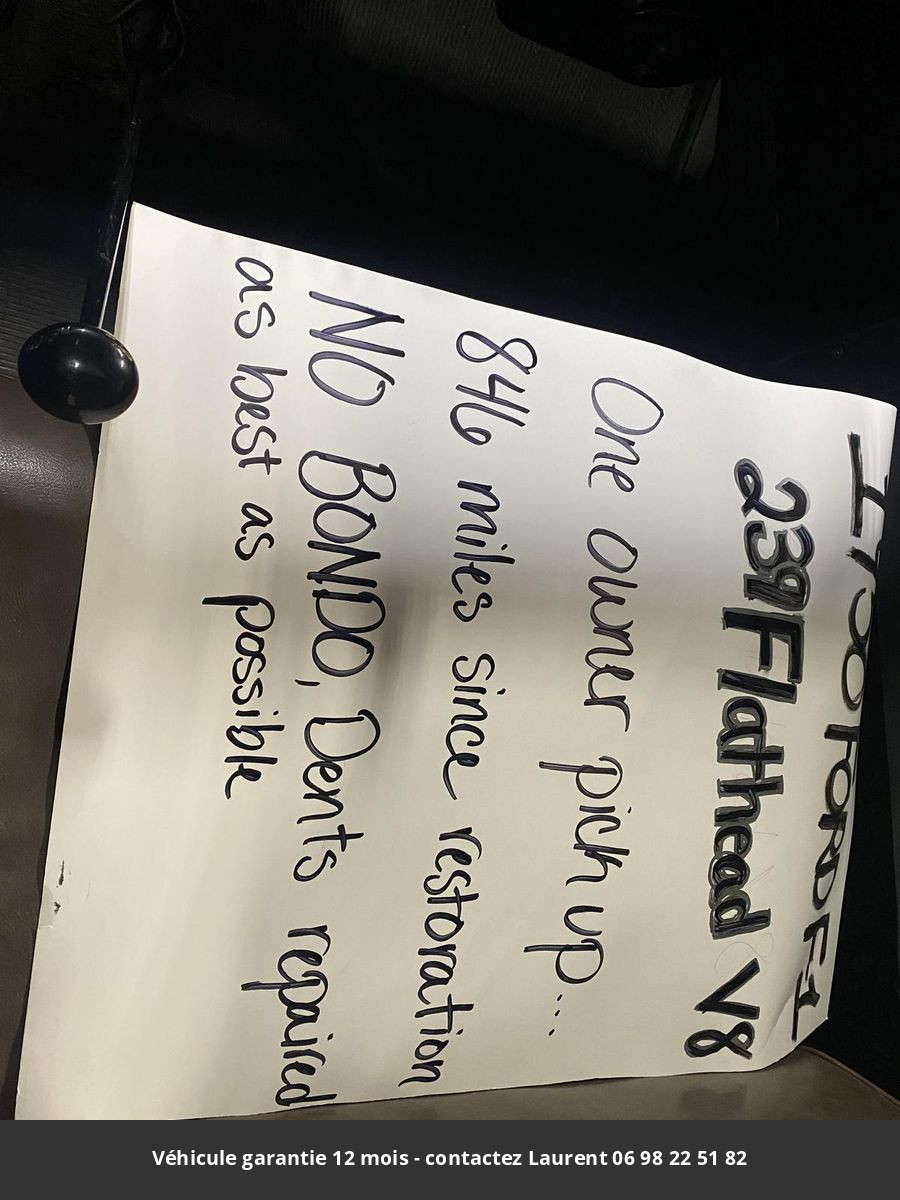 1950 FORD F.1
239 Flathead V8
One owner pick up...
846 miles since restoration
NO BONDO, Dents repaired
as best as possible
Véhicule garantie 12 mois - contactez Laurent 06 98 22 51 82